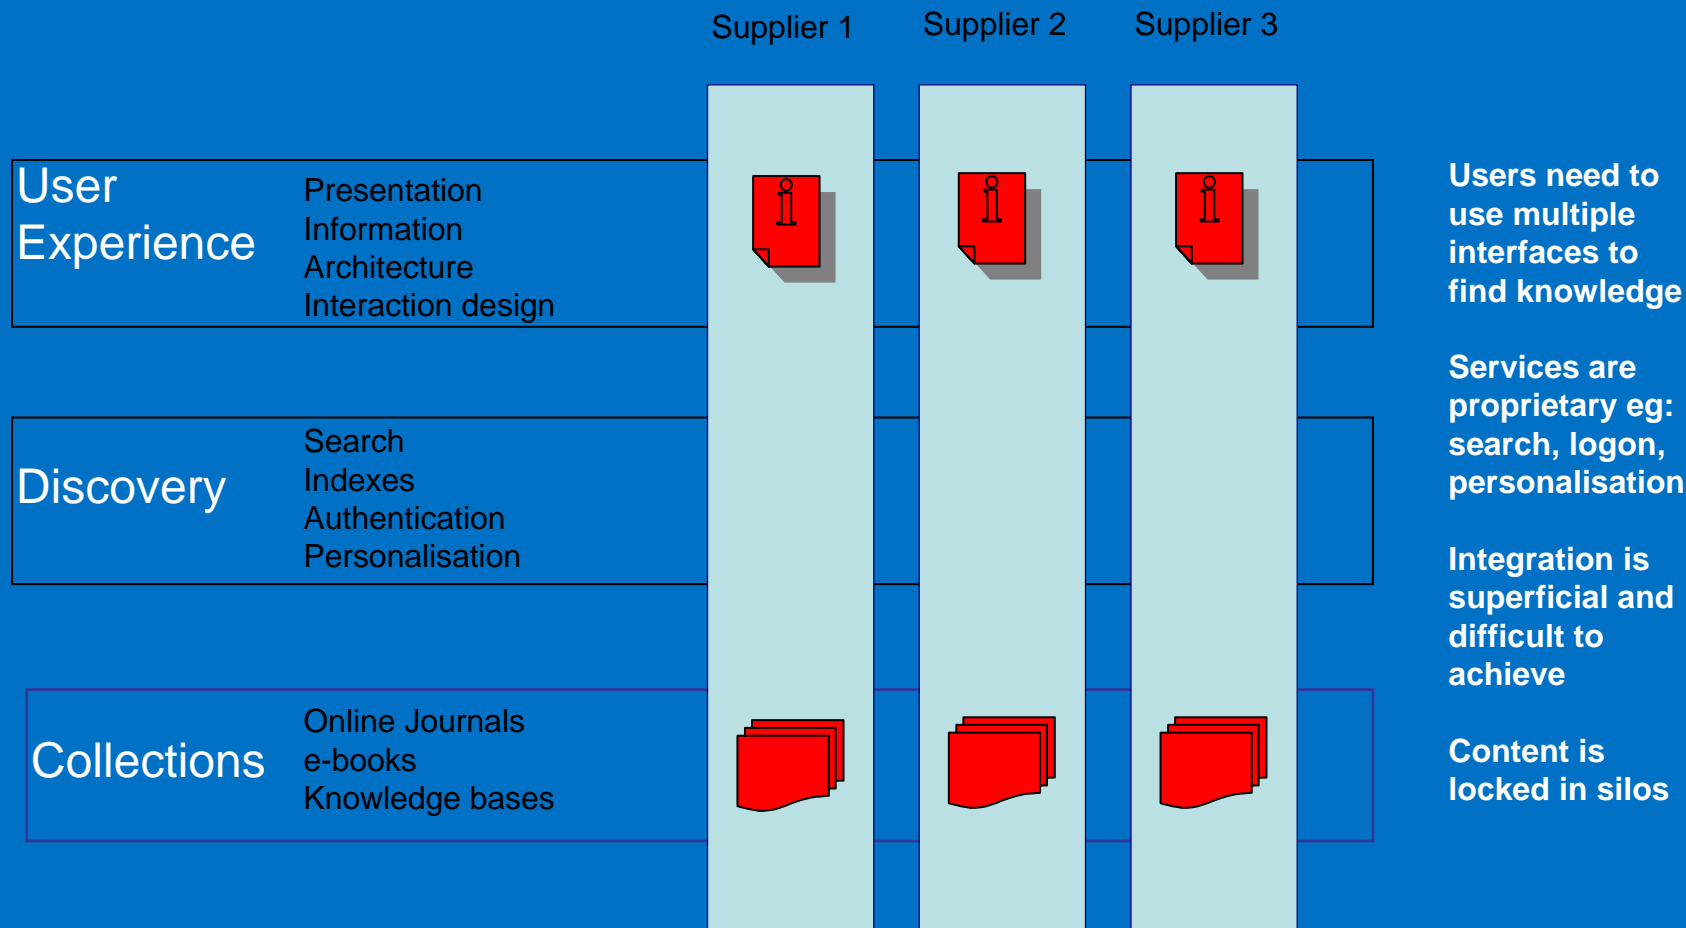 Supplier 1
Supplier 2
Supplier 3
User
Experience
Presentation
Information
Architecture
Interaction design
i
i
i
Users need to
use multiple
interfaces to
find knowledge
Discovery
Search
Indexes
Authentication
Personalisation
Services are
proprietary eg:
search, logon,
personalisation
Integration is
superficial and
difficult to
achieve
Collections
Online Journals
e-books
Knowledge bases
Content is
locked in silos